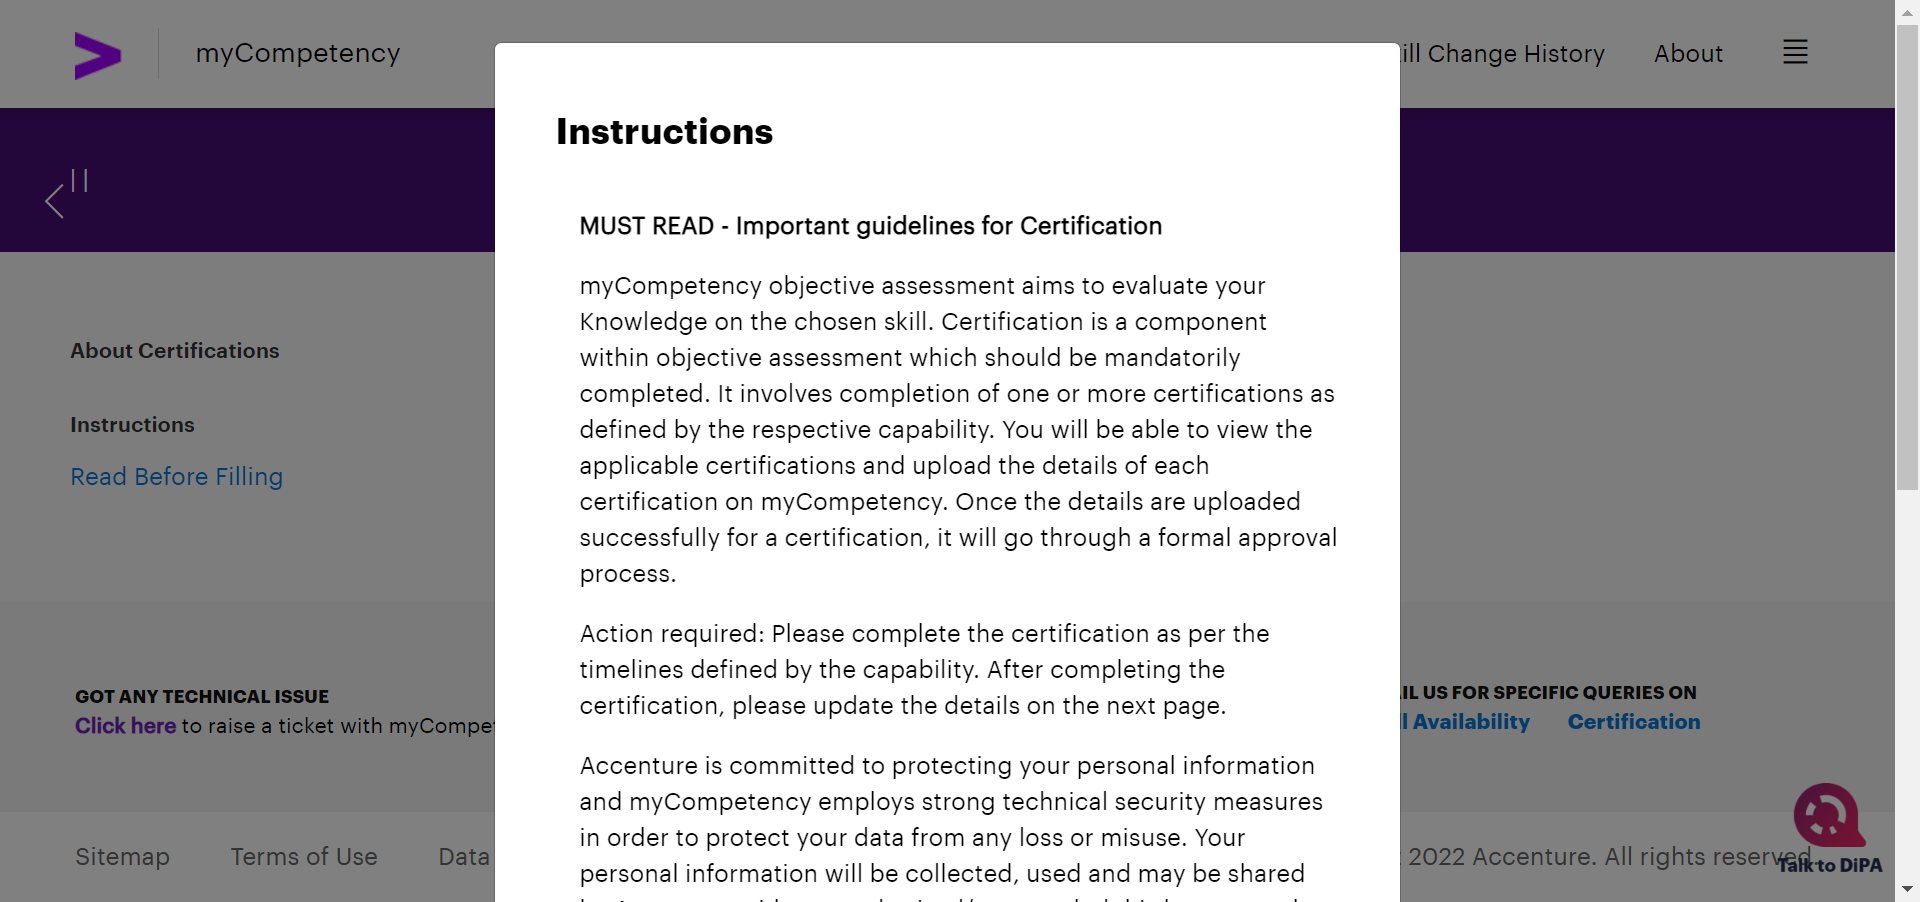 myCompetency
ill Change History
About
Instructions
MUST READ - Important guidelines for Certification
myCompetency objective assessment aims to evaluate your
Knowledge on the chosen skill. Certification is a component
within objective assessment which should be mandatorily
completed. It involves completion of one or more certifications as
defined by the respective capability. You will be able to view the
applicable certifications and upload the details of each
certification on myCompetency. Once the details are uploaded
successfully for a certification, it will go through a formal approval
process.
Action required: Please complete the certification as per the
timelines defined by the capability. After completing the
certification, please update the details on the next page.
Accenture is committed to protecting your personal information
and myCompetency employs strong technical security measures
in order to protect your data from any loss or misuse. Your
personal information will be collected, used and may be shared
About Certifications
Instructions
Read Before Filling
GOT ANY TECHNICAL ISSUE
Click here to raise a ticket with myCompet
IL US FOR SPECIFIC QUERIES ON
l Availability
Certification
Sitemap
Terms of Use
Data
2022 Accenture. All rights reserved
Talk to DiPA